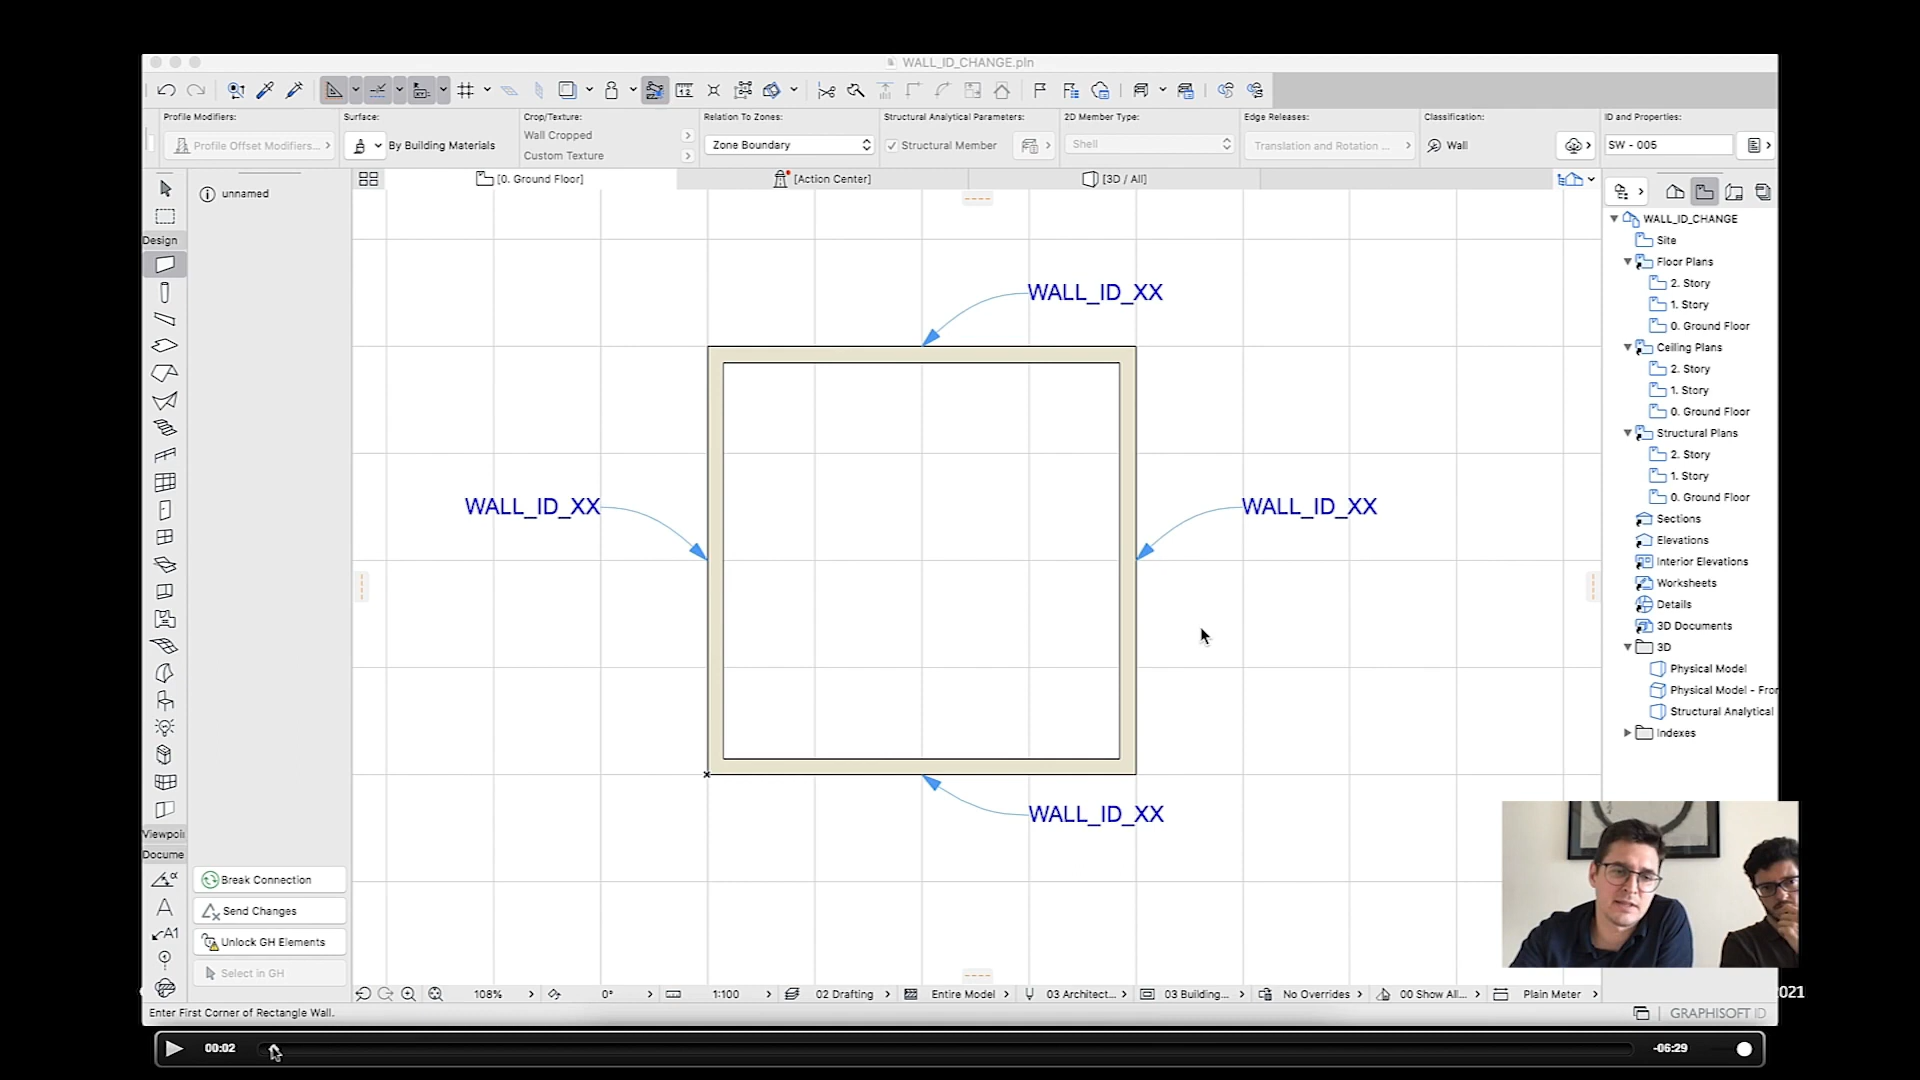 WALL_ID_CHANGE.pln
Profile Modifiers:
Surface:
Crop/Texture:
Relation To Zones:
Structural Analytical Parameters:
2D Member Type:
Edge Releases:
Classification:
ID and Properties:
Profile Offset Modifiers...
By Building Materials
Wall Cropped
Custom Texture
Zone Boundary
Structural Member
Shell
Translation and Rotation ...
Wall
SW - 005
[0. Ground Floor]
[Action Center]
[3D / All]
unnamed
Design
Viewpoi
Docume
A1
Break Connection
Send Changes
Unlock GH Elements
Select in GH
WALL_ID_XX
WALL_ID_XX
WALL_ID_XX
WALL_ID_XX
WALL_ID_CHANGE
Site
Floor Plans
2. Story
1. Story
0. Ground Floor
Ceiling Plans
2. Story
1. Story
0. Ground Floor
Structural Plans
2. Story
1. Story
0. Ground Floor
Sections
Elevations
Interior Elevations
Worksheets
Details
3D Documents
3D
Physical Model
Physical Model - Fron
Structural Analytical
Indexes
108%
0°
1:100
02 Drafting
Entire Model
03 Architect...
03 Building...
No Overrides
00 Show All...
Plain Meter
2021
Enter First Corner of Rectangle Wall.
GRAPHISOFT ID
00:02
-06:29